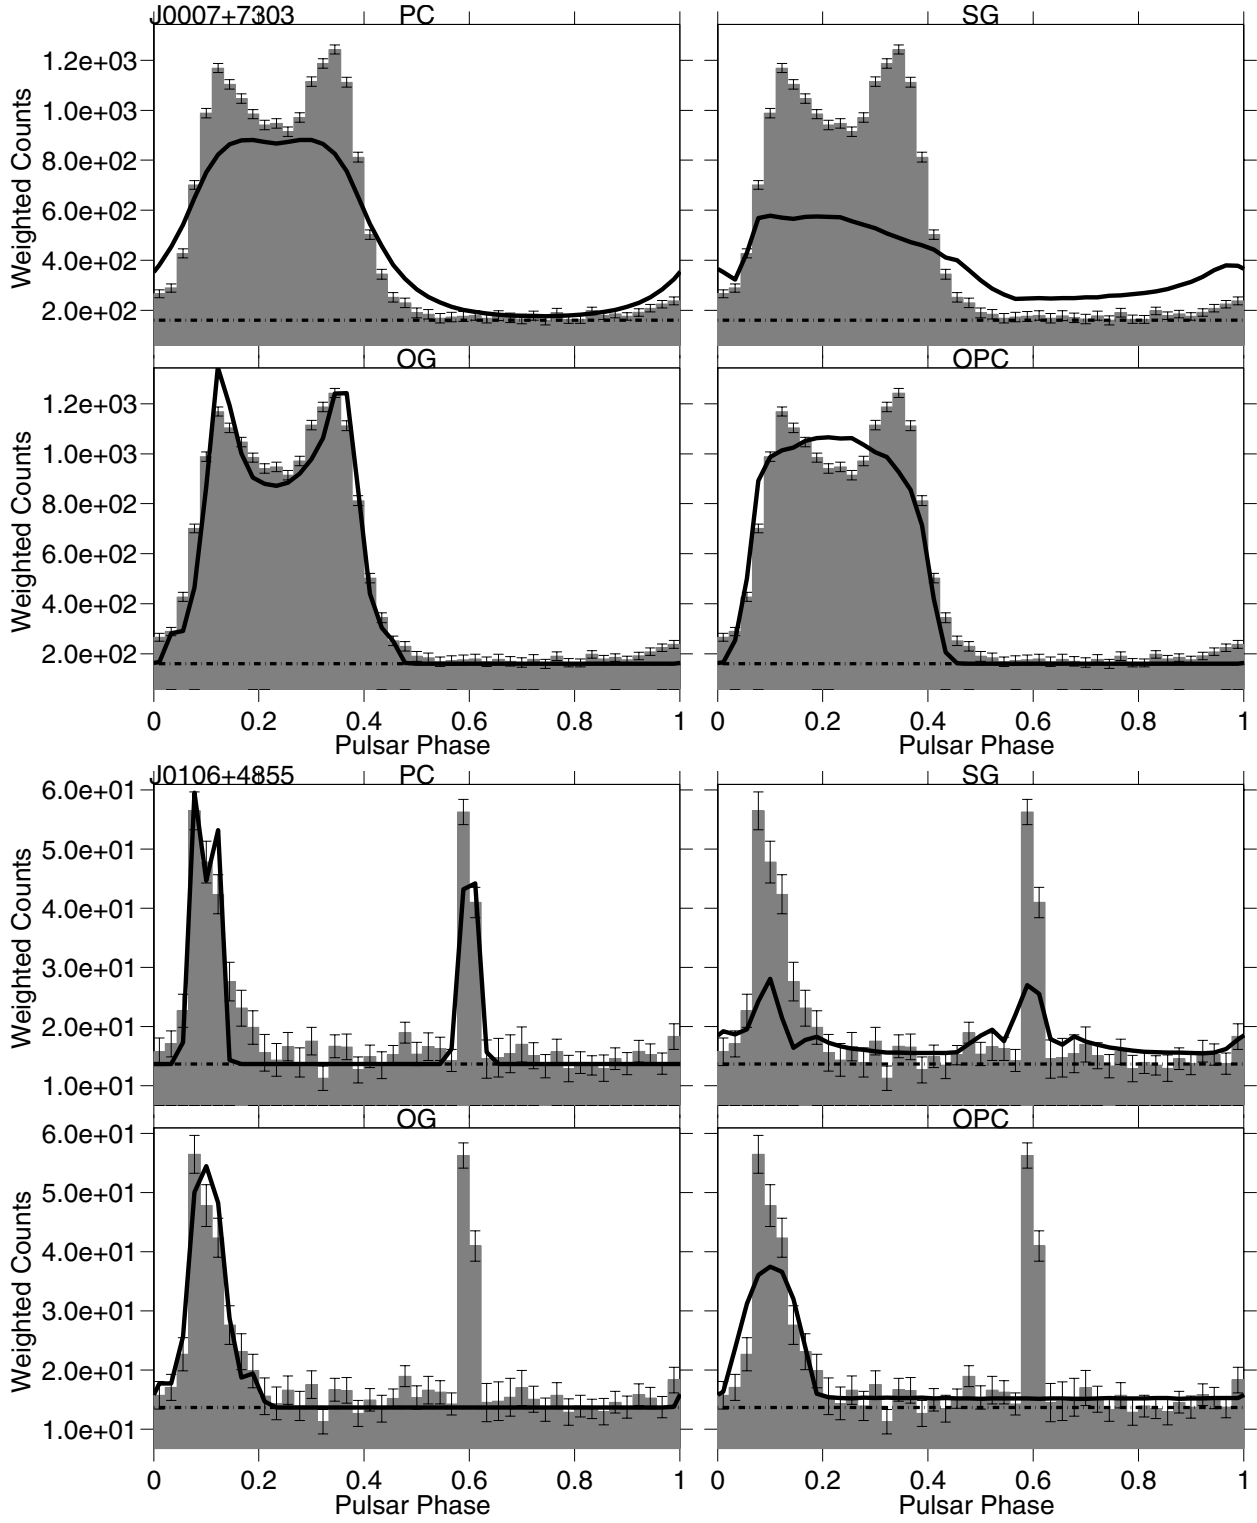 J0007+7303 PC SG
1.2e+03
1.0e+03
8.0e+02
6.0e+02
4.0e+02
2.0e+02
Weighted Counts
OG OPC
1.2e+03
1.0e+03
8.0e+02
6.0e+02
4.0e+02
2.0e+02
Weighted Counts
0 0.2 0.4 0.6 0.8 1 0 0.2 0.4 0.6 0.8 1
Pulsar Phase Pulsar Phase
J0106+4855 PC SG
6.0e+01
5.0e+01
4.0e+01
3.0e+01
2.0e+01
1.0e+01
Weighted Counts
OG OPC
6.0e+01
5.0e+01
4.0e+01
3.0e+01
2.0e+01
1.0e+01
Weighted Counts
0 0.2 0.4 0.6 0.8 1 0 0.2 0.4 0.6 0.8 1
Pulsar Phase Pulsar Phase